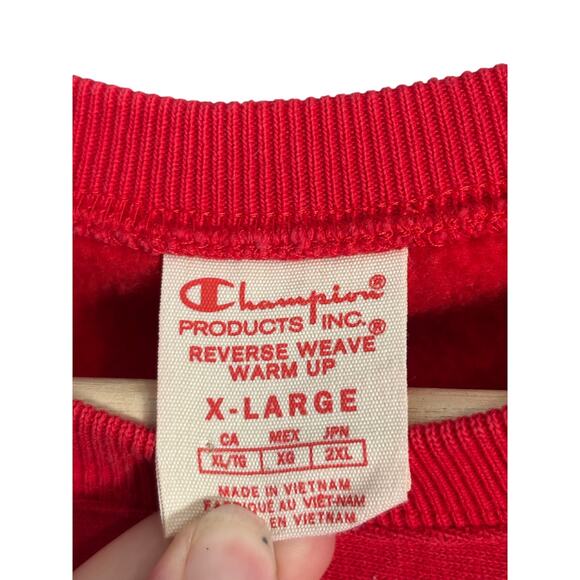 Champion®
PRODUCTS INC.®
REVERSE WEAVE
WARM UP
X-LARGE
CA MEX JPN
XL/TG XG 2XL
MADE IN VIETNAM
FABRIQUÉ AU VIÊT-NAM
EN VIETNAM